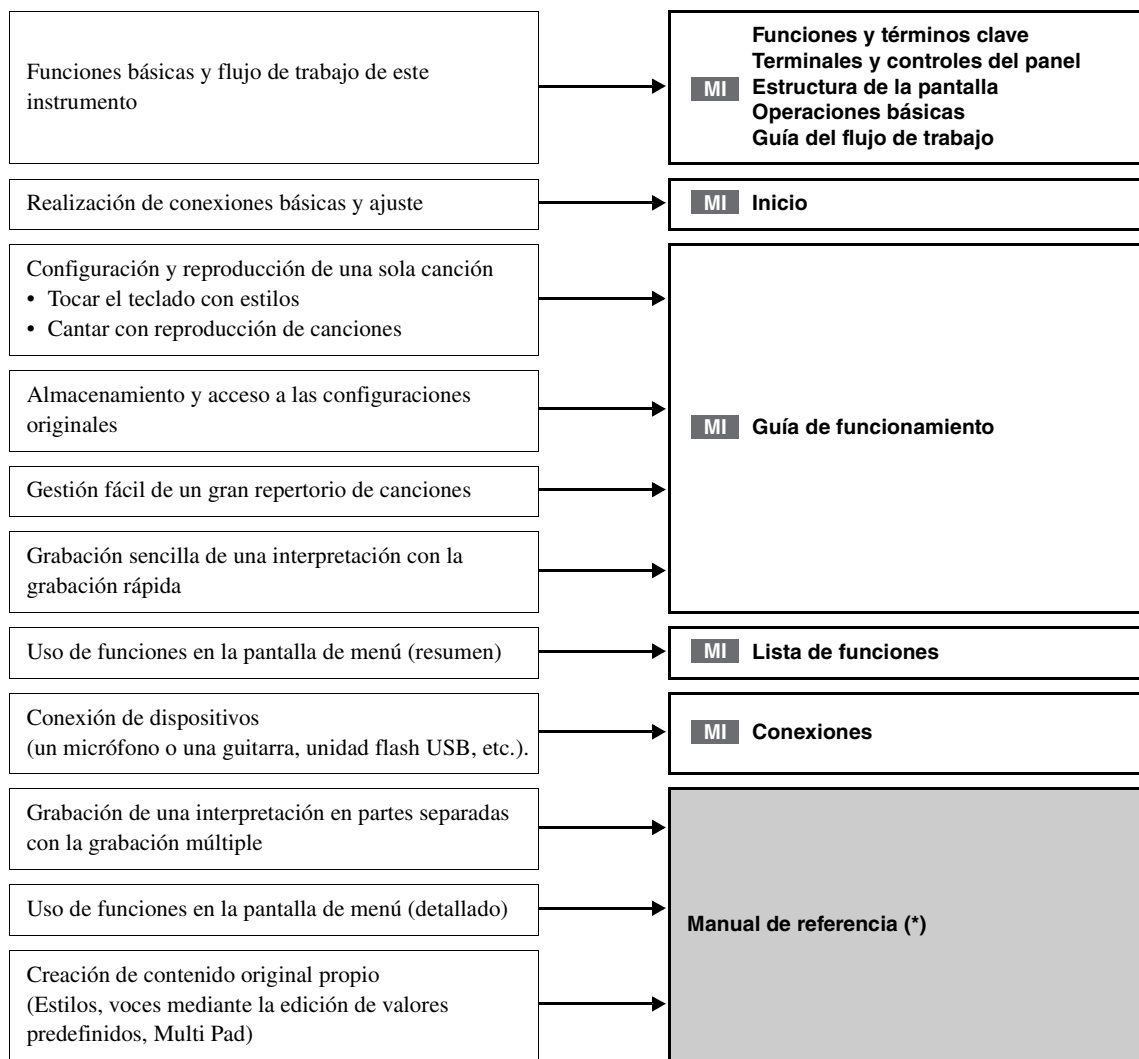 Funciones básicas y flujo de trabajo de este
instrumento
MI
Funciones y términos clave
Terminales y controles del panel
Estructura de la pantalla
Operaciones básicas
Guía del flujo de trabajo
Realización de conexiones básicas y ajuste
MI Inicio
Configuración y reproducción de una sola canción
• Tocar el teclado con estilos
• Cantar con reproducción de canciones
Almacenamiento y acceso a las configuraciones
originales
Gestión fácil de un gran repertorio de canciones
Grabación sencilla de una interpretación con la
grabación rápida
MI Guía de funcionamiento
Uso de funciones en la pantalla de menú (resumen)
MI Lista de funciones
Conexión de dispositivos
(un micrófono o una guitarra, unidad flash USB, etc.).
MI Conexiones
Grabación de una interpretación en partes separadas
con la grabación múltiple
Uso de funciones en la pantalla de menú (detallado)
Creación de contenido original propio
(Estilos, voces mediante la edición de valores
predefinidos, Multi Pad)
Manual de referencia (*)